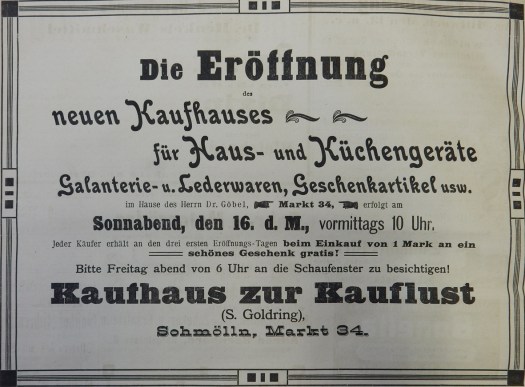 Die Eröffnung
des
neuen Kaufhauses
für Haus- und Küchengeräte
Galanterie- u. Lederwaren, Geschenkartikel usw.
im Hause des Herrn Dr. Göbel, Markt 34, erfolgt am
Sonnabend, den 16. d. M., vormittags 10 Uhr.
Jeder Käufer erhält an den drei ersten Eröffnungs-Tagen beim Einkauf von 1 Mark an ein
schönes Geschenk gratis!
Bitte Freitag abend von 6 Uhr an die Schaufenster zu besichtigen!
Kaufhaus zur Kauflust
(S. Goldring),
Schmölln, Markt 34.